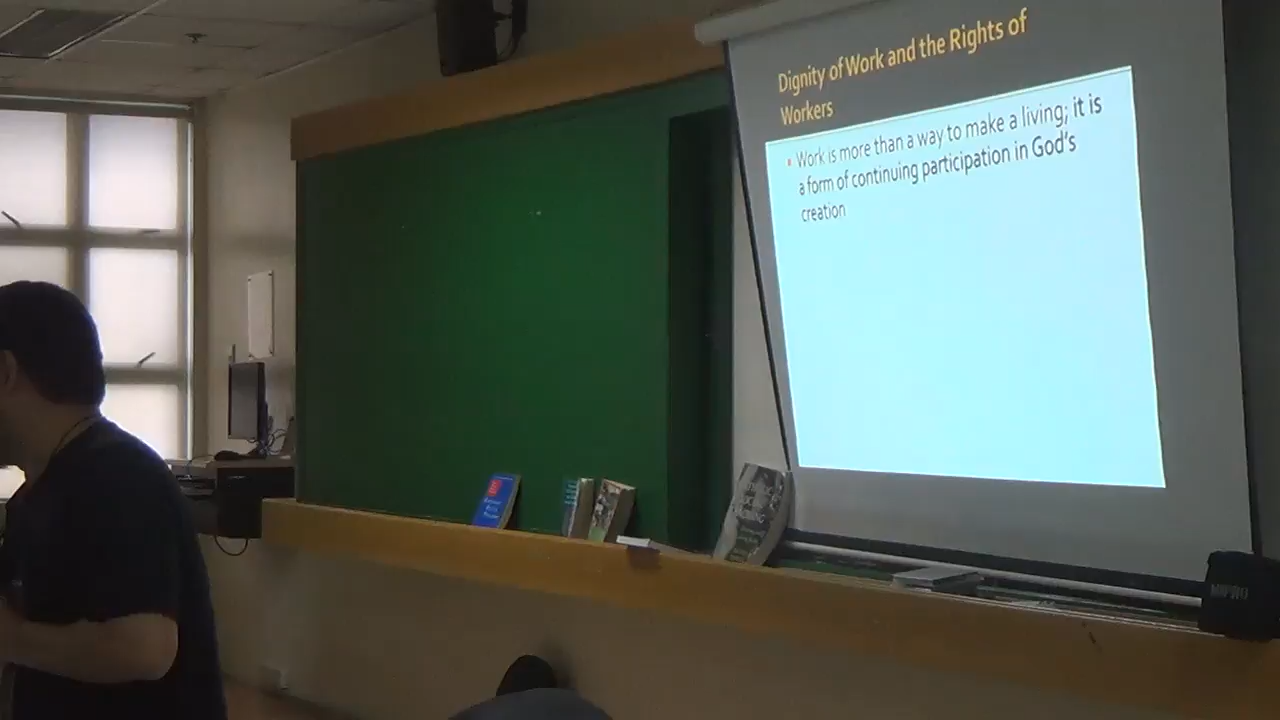 Dignity of Work and the Rights of
Workers
Work is more than a way to make a living; it is
a form of continuing participation in God's
creation
MIPRO